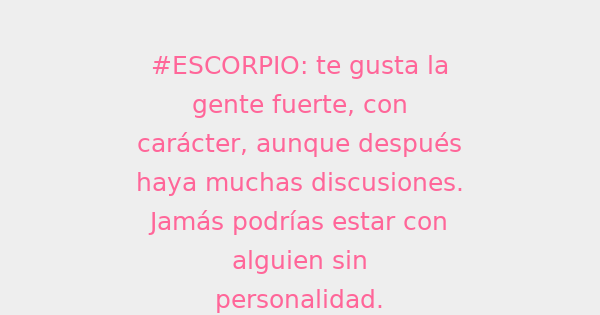 #ESCORPIO: te gusta la
gente fuerte, con
carácter, aunque después
haya muchas discusiones.
Jamás podrías estar con
alguien sin
personalidad.